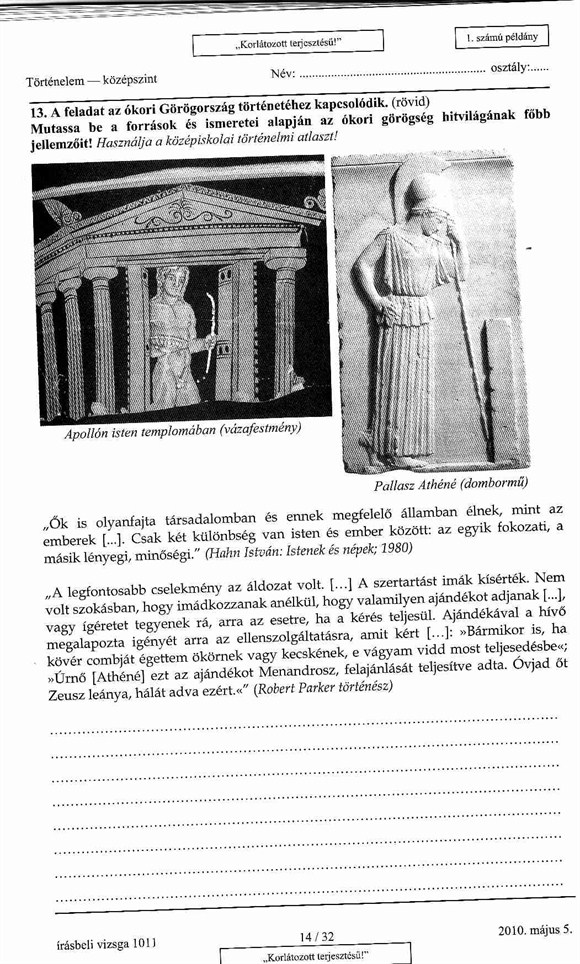 „Korlátozott terjesztésű!”
1. számú példány
Történelem — középszint
Név: ........................................................... osztály:......
13. A feladat az ókori Görögország történetéhez kapcsolódik. (rövid)
Mutassa be a források és ismeretei alapján az ókori görögség hitvilágának főbb
jellemzőit! Használja a középiskolai történelmi atlaszt!
Apollón isten templomában (vázafestmény)
Pallasz Athéné (dombormű)
„Ők is olyanfajta társadalomban és ennek megfelelő államban élnek, mint az
emberek [...]. Csak két különbség van isten és ember között: az egyik fokozati, a
másik lényegi, minőségi.” (Hahn István: Istenek és népek; 1980)
„A legfontosabb cselekmény az áldozat volt. […] A szertartást imák kísérték. Nem
volt szokásban, hogy imádkozzanak anélkül, hogy valamilyen ajándékot adjanak [...],
vagy ígéretet tegyenek rá, arra az esetre, ha a kérés teljesül. Ajándékával a hívő
megalapozta igényét arra az ellenszolgáltatásra, amit kért […]: »Bármikor is, ha
kövér combját égettem ökörnek vagy kecskének, e vágyam vidd most teljesedésbe«;
»Úrnő [Athéné] ezt az ajándékot Menandrosz, felajánlását teljesítve adta. Óvjad őt
Zeusz leánya, hálát adva ezért.«” (Robert Parker történész)
írásbeli vizsga 1011
14 / 32
2010. május 5.
„Korlátozott terjesztésű!”